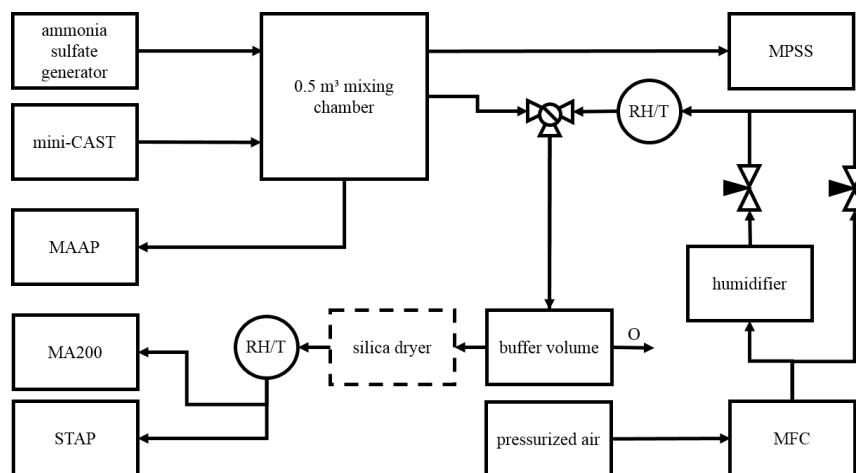 ammonia
sulfate
generator
0.5 m³ mixing
chamber
MPSS
mini-CAST
RH/T
MAAP
humidifier
MA200
RH/T
silica dryer
buffer volume
O
STAP
pressurized air
MFC